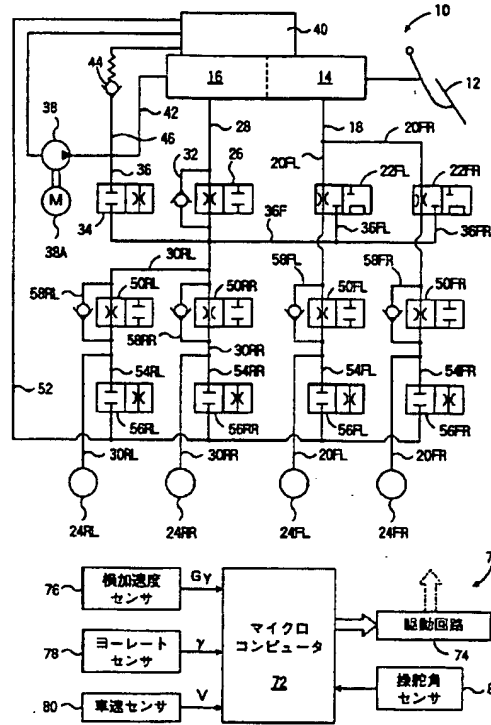 40
10
44
16
14
12
38
42
28
18
20FR
46
32
26
20FL
22FL
22FR
36
M
34
36F
38A
30RL
36FL
36FR
58RL
50RL
50RR
58FL
50FL
58FR
50FR
58RR
30RR
52
54RL
54RR
54FL
54FR
56RL
56RR
56FL
56FR
30RL
30RR
20FL
20FR
24RL
24RR
24FL
24FR
76
横加速度
センサ
Gy
マイクロ
コンピュータ
72
駆動回路
74
78
ヨーレート
センサ
γ
80
車速センサ
V
操舵角
センサ